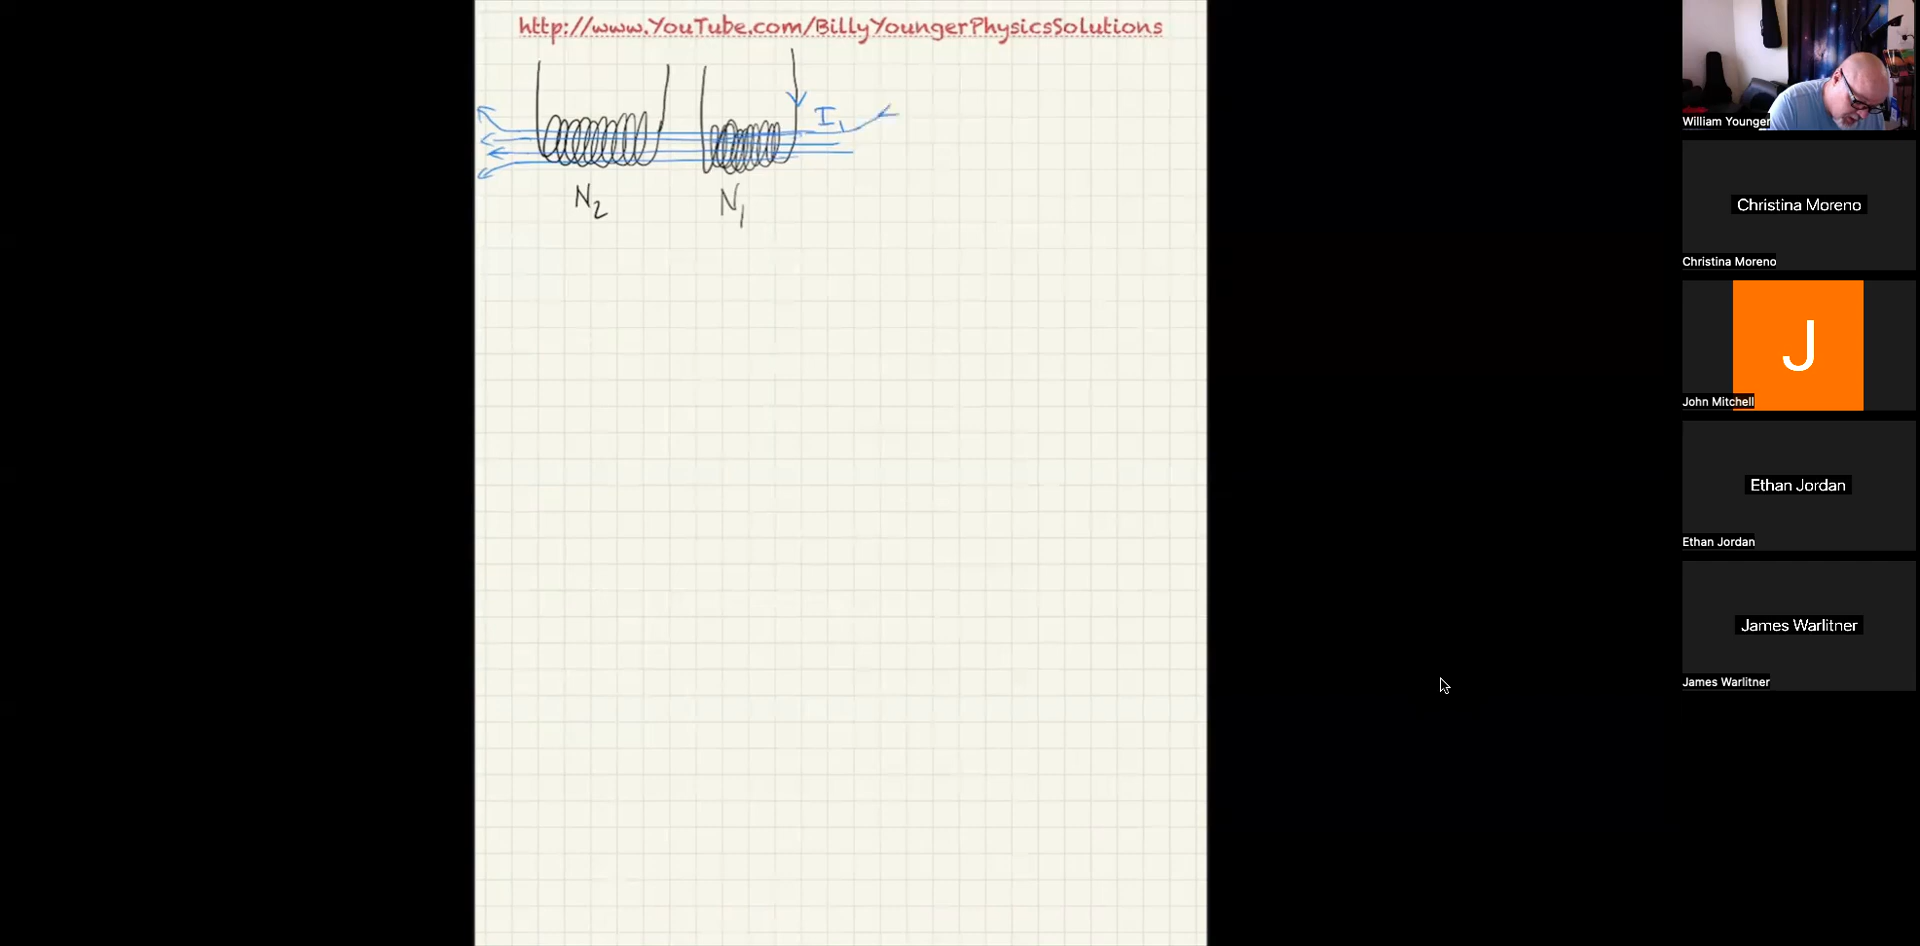 http://www.YouTube.com/BillyYoungerPhysicsSolutions
I₁
N₂ N₁
William Younger
Christina Moreno
Christina Moreno
J
John Mitchell
Ethan Jordan
Ethan Jordan
James Warlitner
James Warlitner